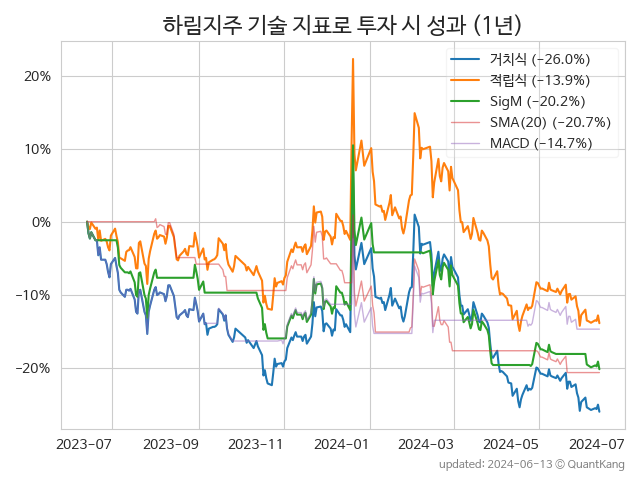 하림지주 기술 지표로 투자 시 성과 (1년)
거치식 (−26.0%)
적립식 (−13.9%)
SigM (−20.2%)
SMA(20) (−20.7%)
MACD (−14.7%)
20%
10%
0%
−10%
−20%
2023-07 2023-09 2023-11 2024-01 2024-03 2024-05 2024-07
updated: 2024-06-13 © QuantKang